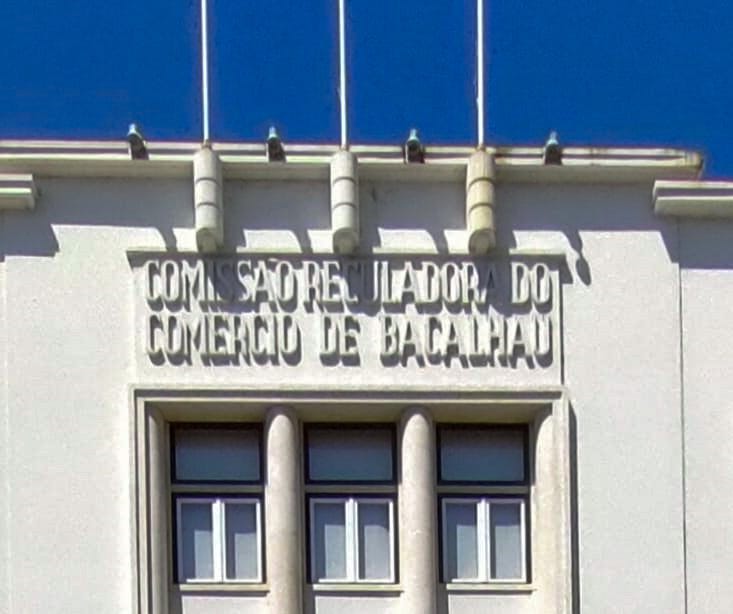 COMISSÃO REGULADORA DO
COMERCIO DE BACALHAU